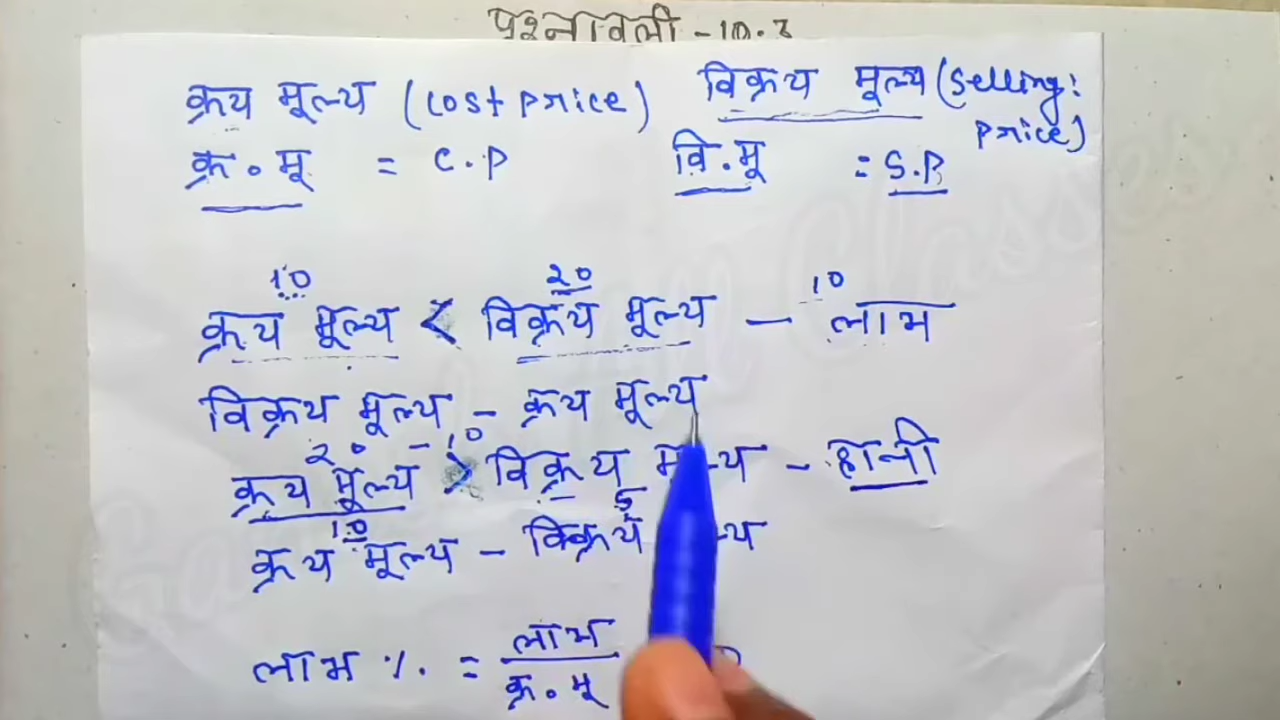 प्रश्नावली - 10.3
क्रय मूल्य (Cost price) विक्रय मूल्य (Selling:
price)
क्र. मू = C.P वि. मू = S.P.
10 20 10
क्रय मूल्य < विक्रय मूल्य - लाभ
विक्रय मूल्य - क्रय मूल्य
20 - 10
क्रय मूल्य > विक्रय - हानी
10 5
क्रय मूल्य - विक्रय
लाभ % = लाभ
क्र. मू